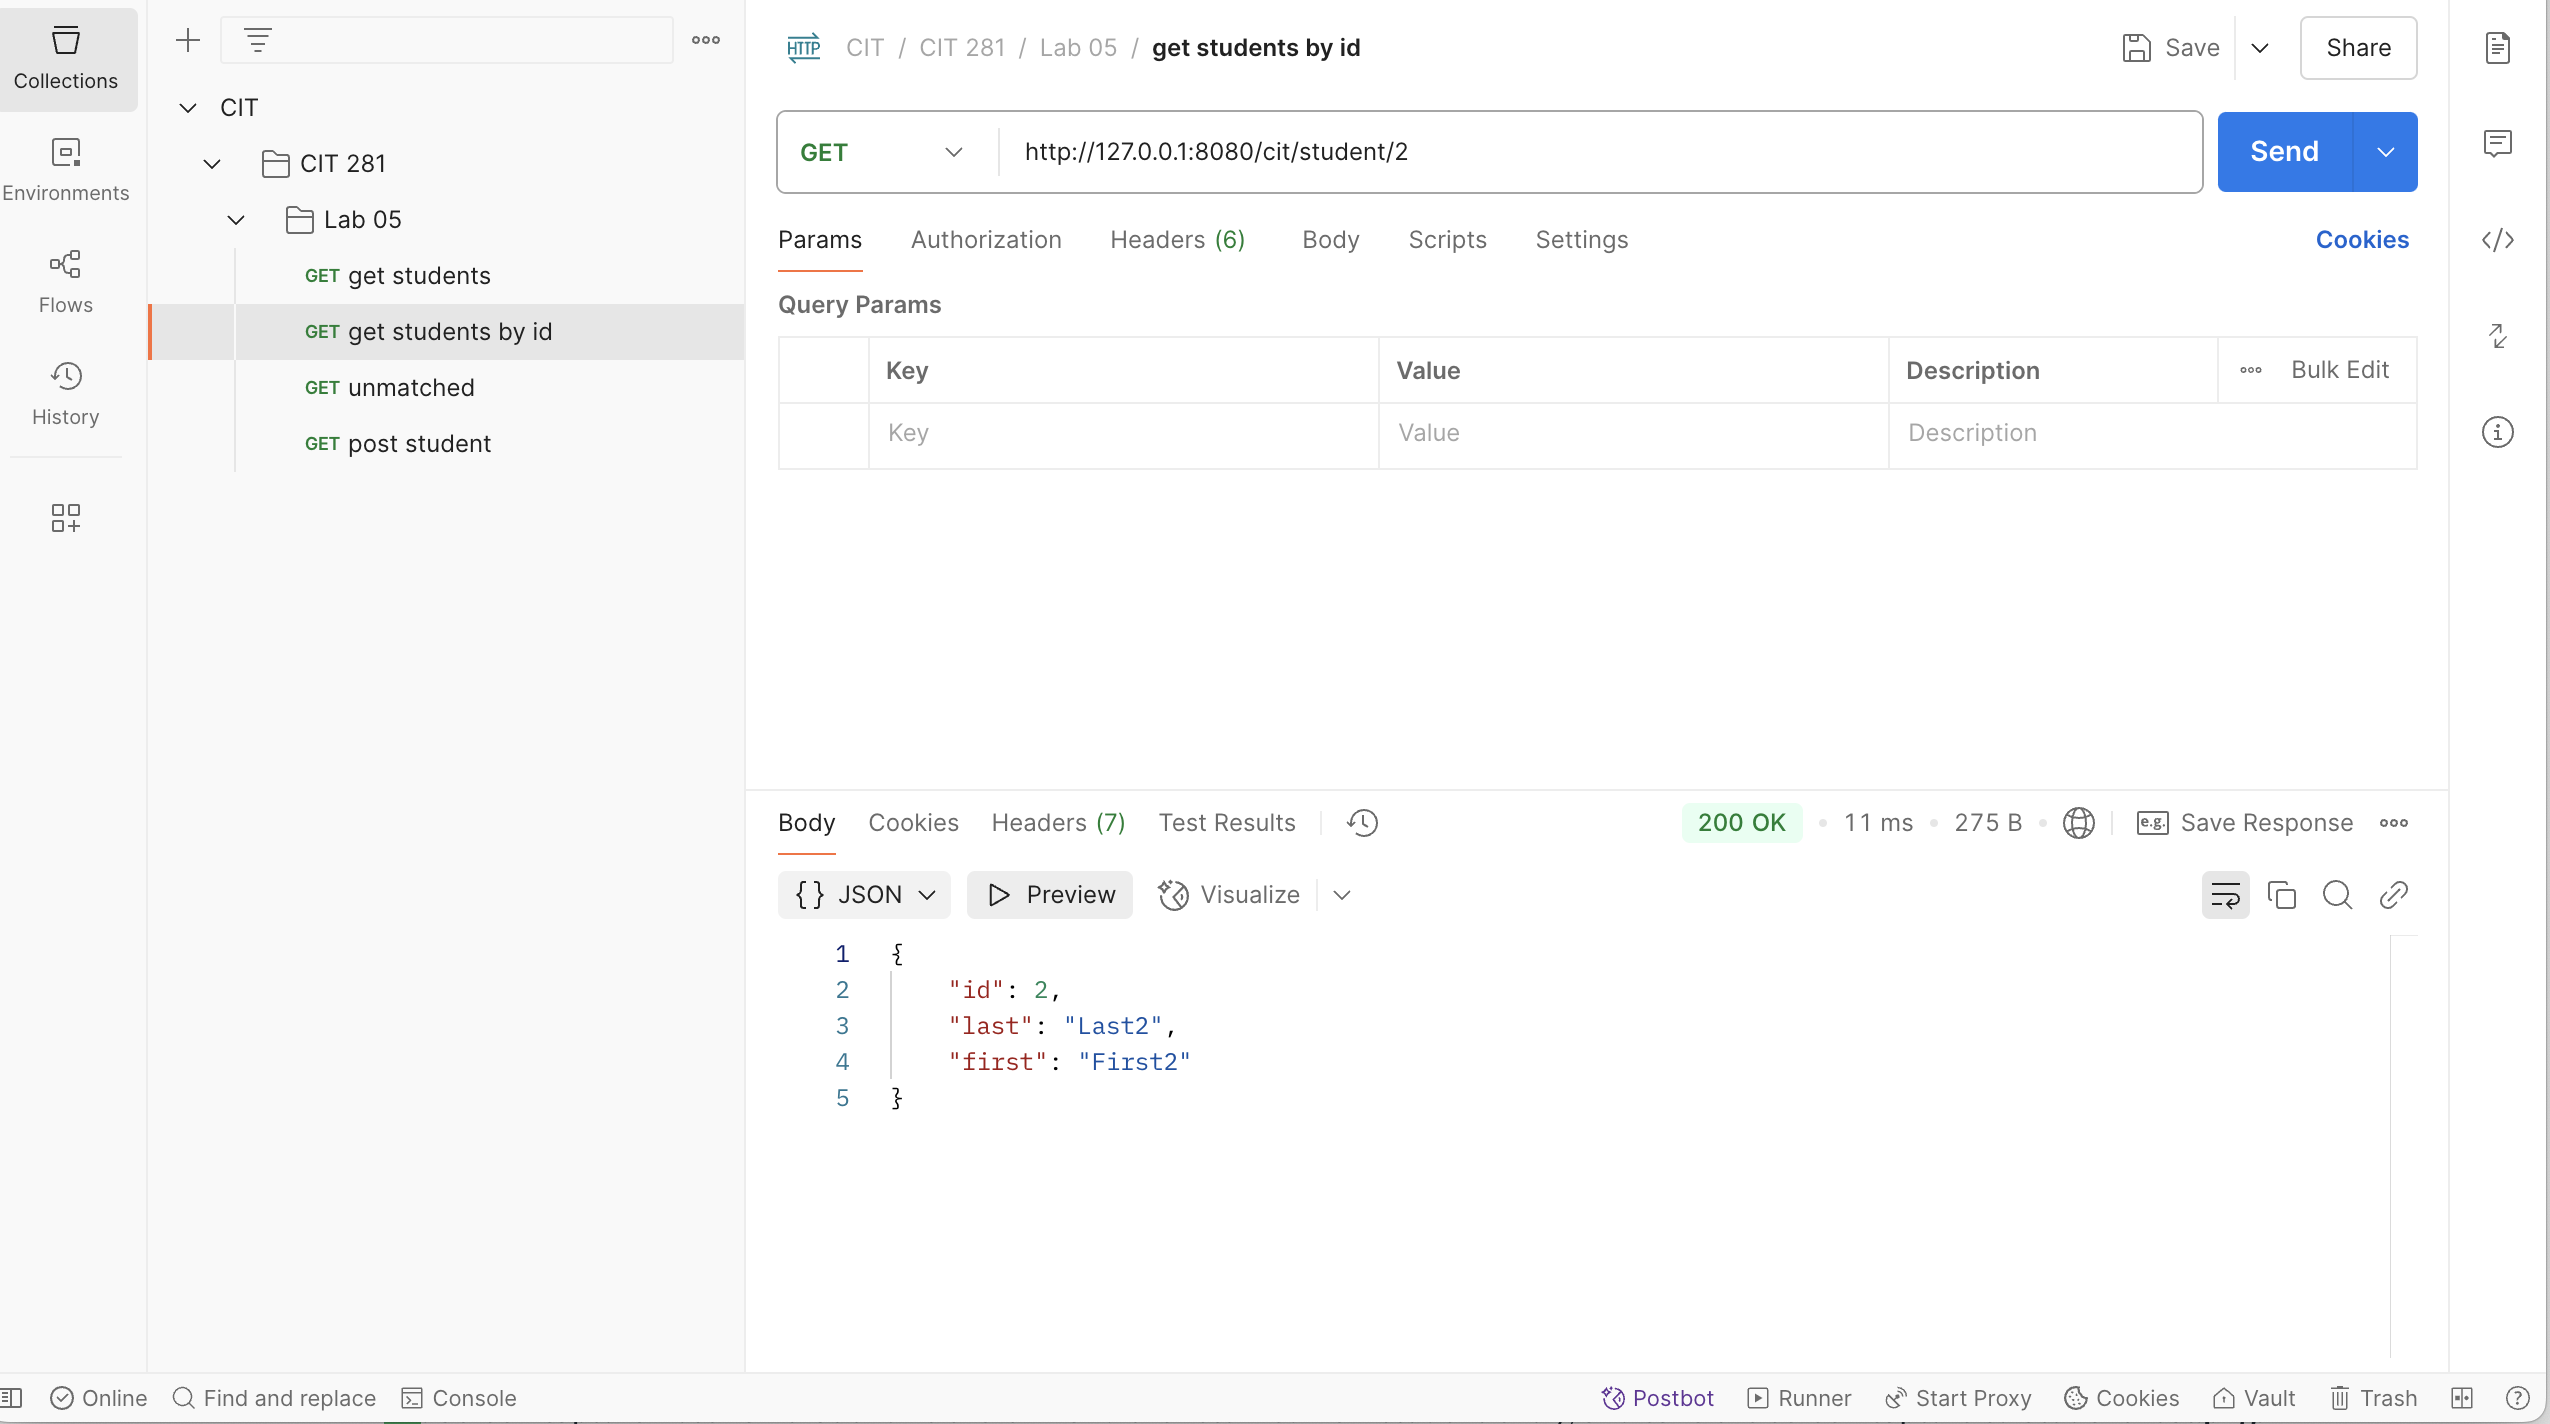 Collections
Environments
Flows
History
CIT
CIT 281
Lab 05
GET get students
GET get students by id
GET unmatched
GET post student
HTTP CIT / CIT 281 / Lab 05 / get students by id
Save
Share
GET http://127.0.0.1:8080/cit/student/2
Send
Params Authorization Headers (6) Body Scripts Settings
Cookies
Query Params
Key Value Description Bulk Edit
Key Value Description
Body Cookies Headers (7) Test Results
200 OK • 11 ms • 275 B • e.g. Save Response
{} JSON Preview Visualize
1 {
2 "id": 2,
3 "last": "Last2",
4 "first": "First2"
5 }
Online Find and replace Console
Postbot Runner Start Proxy Cookies Vault Trash